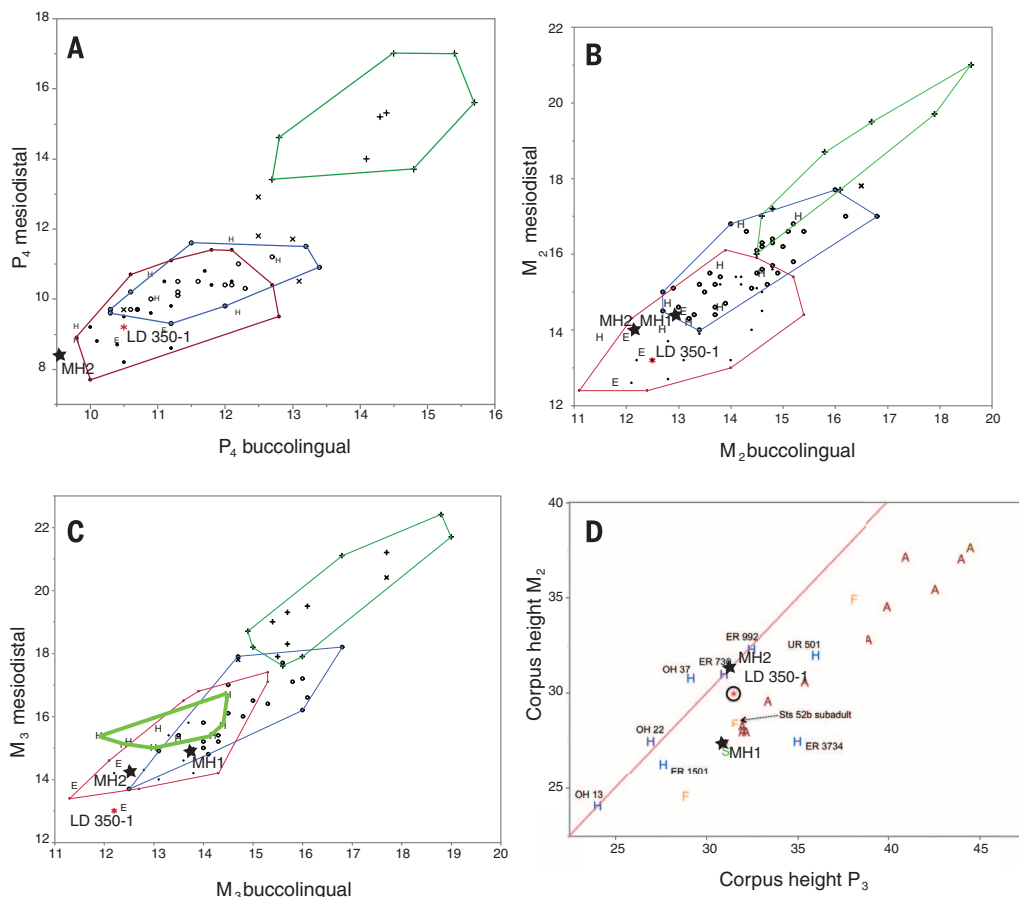 A
P4 mesiodistal
18
16
14
12
10
8
H
H
H
H
H
H
E
LD 350-1
MH2
10
11
12
13
14
15
16
P4 buccolingual
B
M2 mesiodistal
22
20
18
16
14
12
H
H
H
H
H
H
H
E
E
E
MH2
MH1
LD 350-1
11
12
13
14
15
16
17
18
19
20
M2 buccolingual
C
M3 mesiodistal
22
20
18
16
14
12
H
H
H
H
H
H
H
E
E
E
MH2
MH1
LD 350-1
11
12
13
14
15
16
17
18
19
20
M3 buccolingual
D
Corpus height M2
40
35
30
25
A
A
A
A
A
A
A
A
A
A
F
F
F
H
H
H
H
H
H
H
H
S
ER 992
UR 501
ER 730
OH 37
MH2
LD 350-1
Sts 52b subadult
OH 22
MH1
ER 3734
ER 1501
OH 13
25
30
35
40
45
Corpus height P3